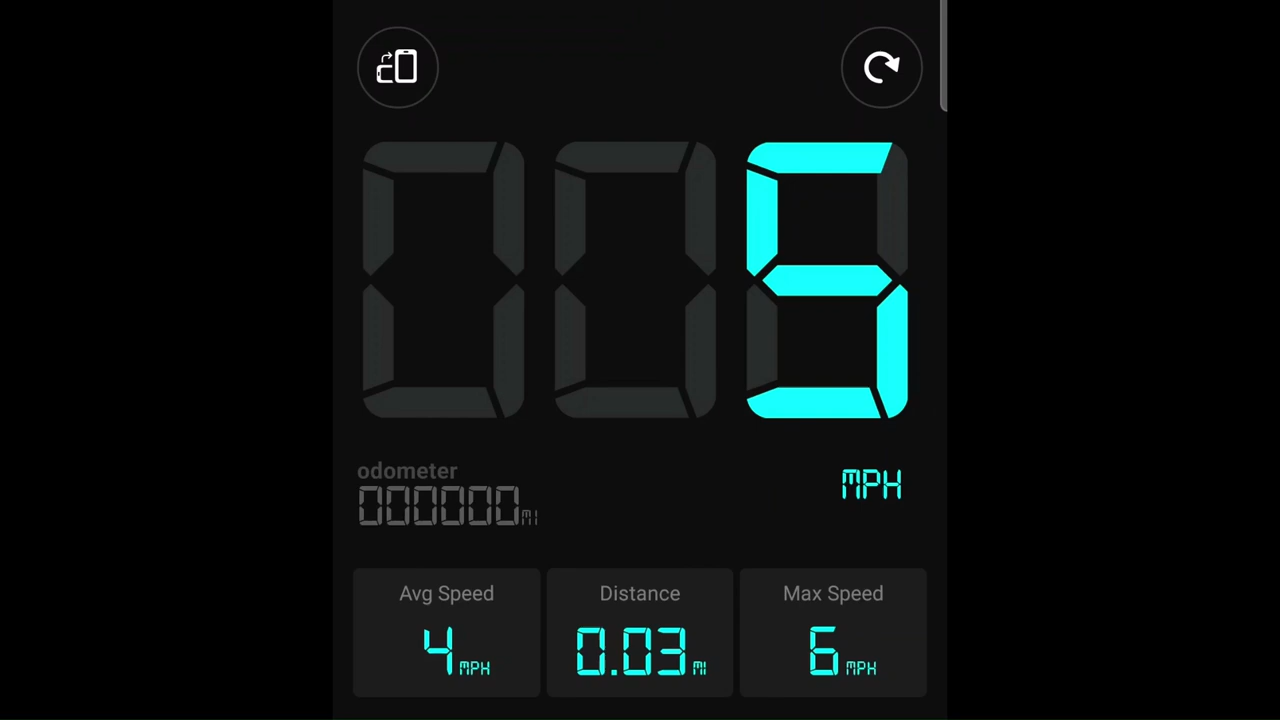 005
odometer
MPH
000000MI
Avg Speed
Distance
Max Speed
4MPH
0.03MI
6MPH